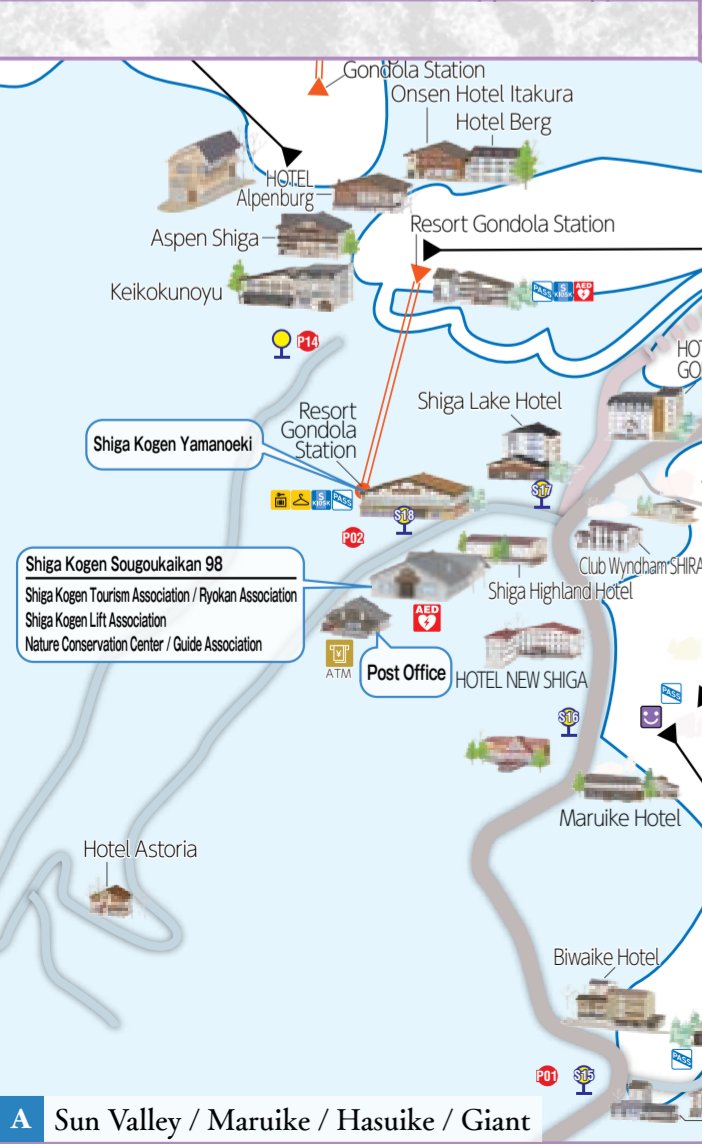 Gondola Station
Onsen Hotel Itakura
Hotel Berg
HOTEL
Alpenburg
Resort Gondola Station
Aspen Shiga
Keikokunoyu
PASS
S
KIOSK
AED
P14
HO
GO
Resort
Gondola
Station
Shiga Lake Hotel
Shiga Kogen Yamanoeki
S
KIOSK
PASS
S17
S18
P02
Club Wyndham SHIRA
Shiga Kogen Sougoukaikan 98
Shiga Kogen Tourism Association / Ryokan Association
Shiga Kogen Lift Association
Nature Conservation Center / Guide Association
Shiga Highland Hotel
AED
ATM
Post Office
HOTEL NEW SHIGA
PASS
S16
Maruike Hotel
Hotel Astoria
Biwaike Hotel
PASS
P01
S15
A Sun Valley / Maruike / Hasuike / Giant